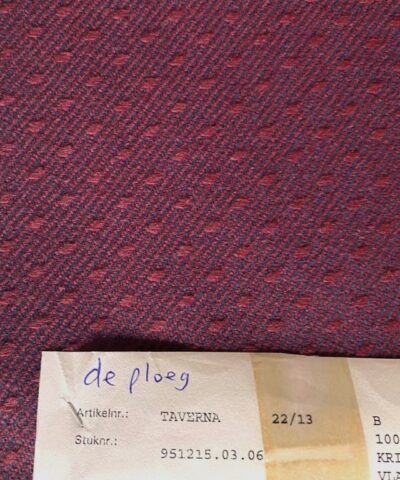 de ploeg
Artikelnr.: TAVERNA 22/13 B
100
Stuknr.: KRI
951215.03.06 VLA